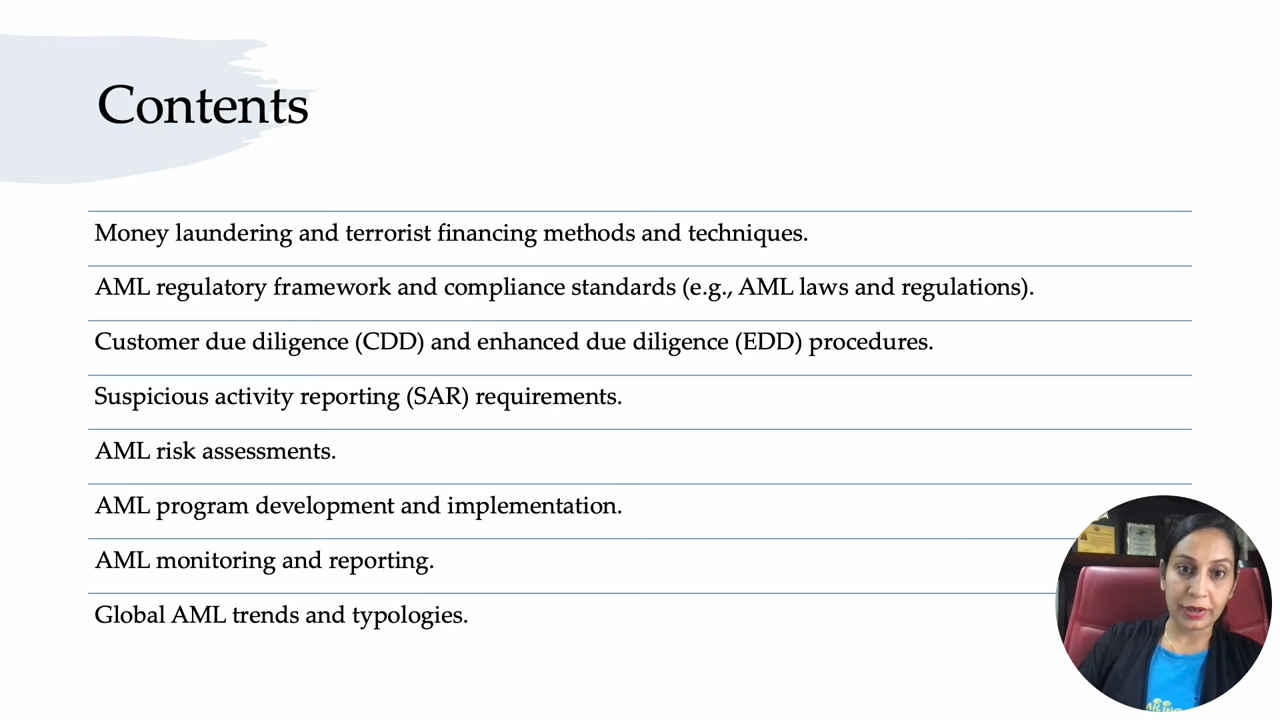 Contents
Money laundering and terrorist financing methods and techniques.
AML regulatory framework and compliance standards (e.g., AML laws and regulations).
Customer due diligence (CDD) and enhanced due diligence (EDD) procedures.
Suspicious activity reporting (SAR) requirements.
AML risk assessments.
AML program development and implementation.
AML monitoring and reporting.
Global AML trends and typologies.